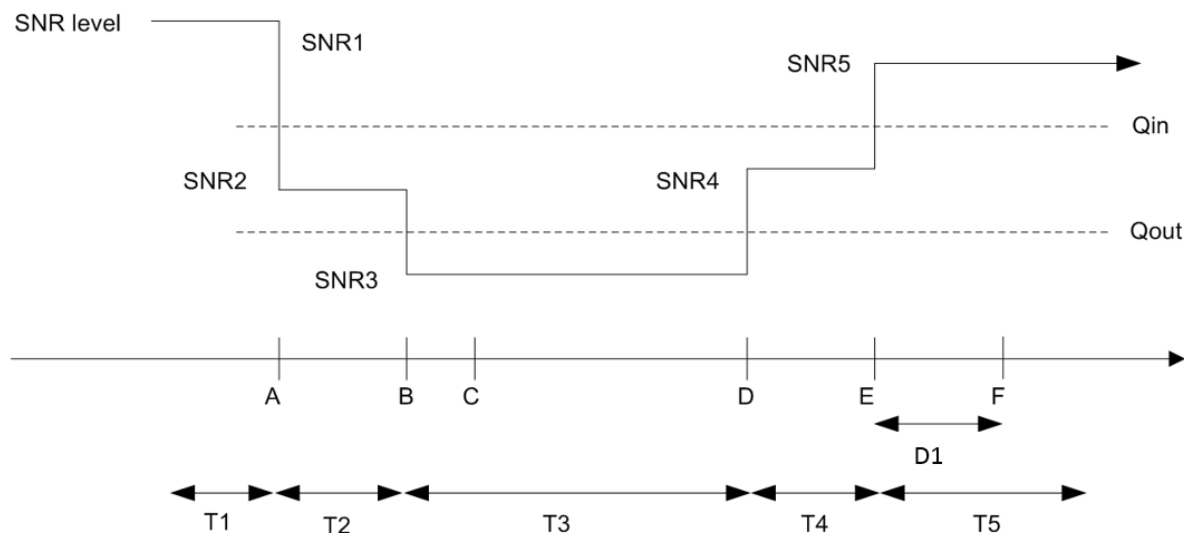 SNR level
SNR1
SNR5
Qin
SNR2
SNR4
Qout
SNR3
A B C D E F
D1
T1 T2 T3 T4 T5